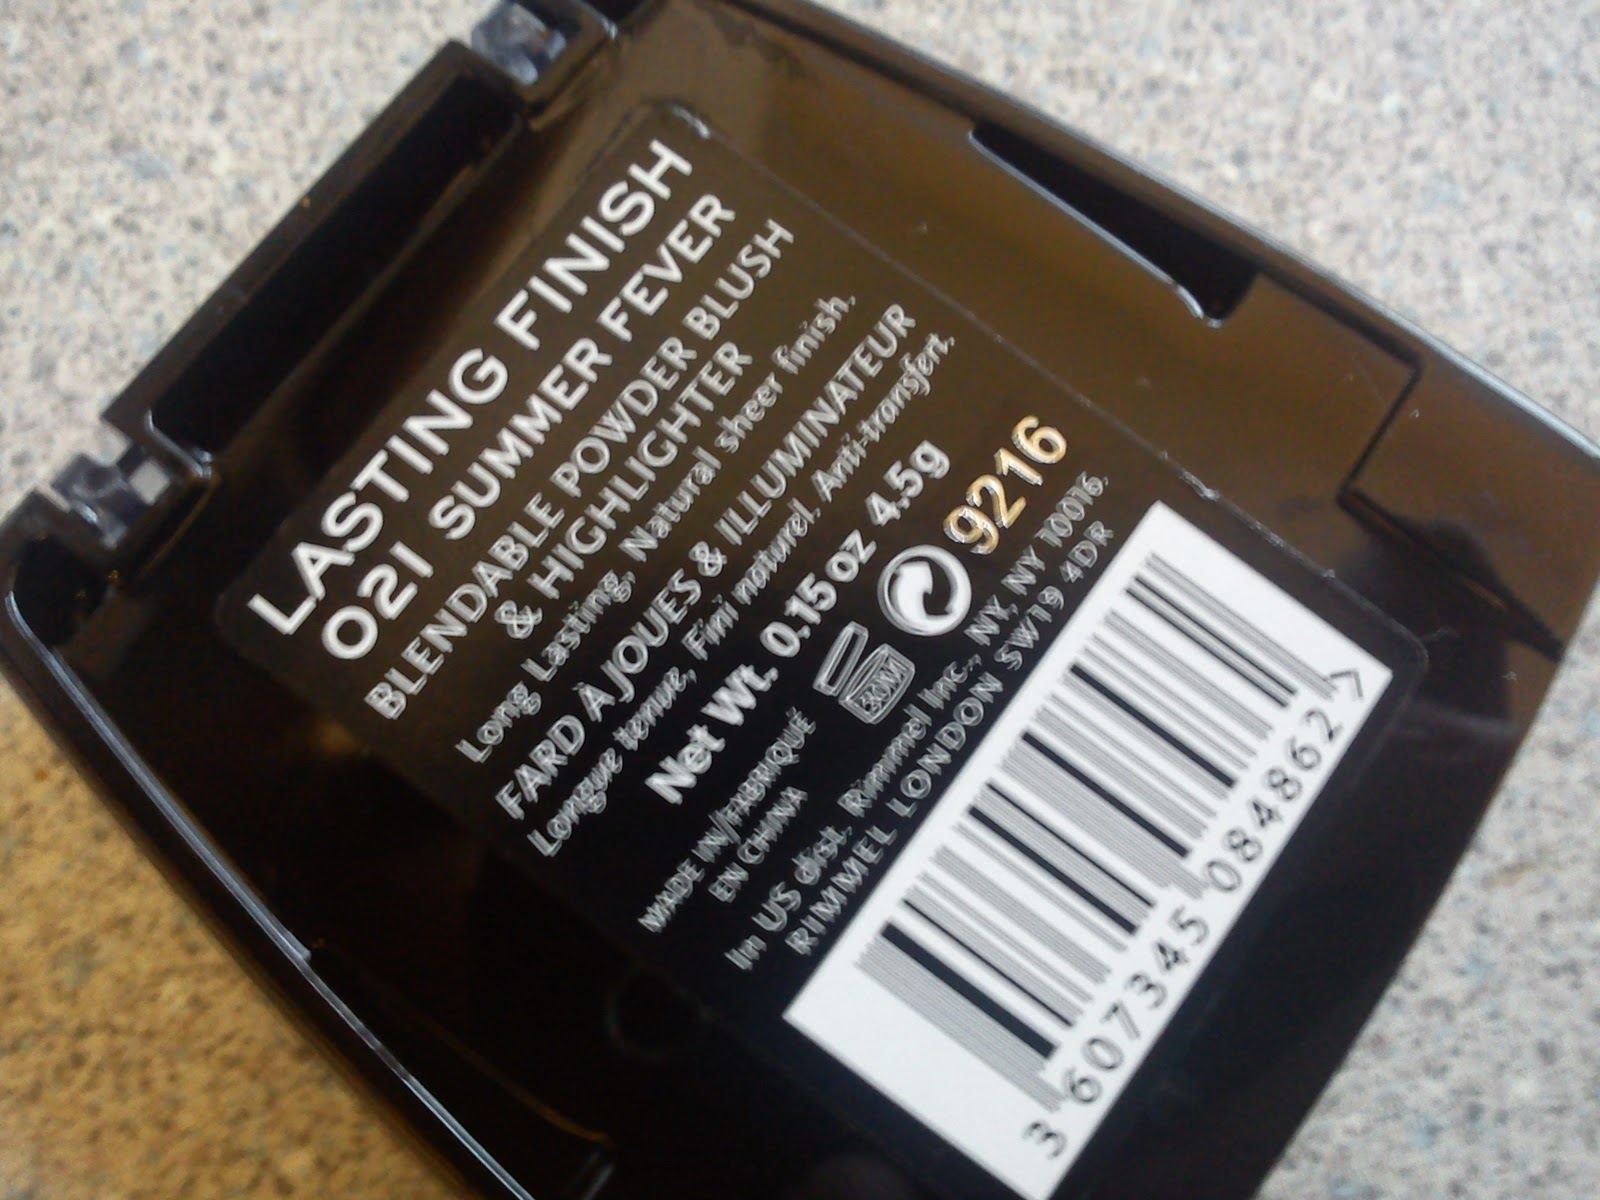 LASTING FINISH
021 SUMMER FEVER
BLENDABLE POWDER BLUSH
& HIGHLIGHTER
Long Lasting, Natural sheer finish.
FARD À JOUES & ILLUMINATEUR
Longue tenue, Fini naturel. Anti-transfert.
Net Wt. 0.15 oz 4.5g
9216
30M
MADE IN/FABRIQUÉ
EN CHINA
In US dist. Rimmel Inc., NY, NY 10016.
RIMMEL LONDON SW19 4DR
3 607345 084862 >